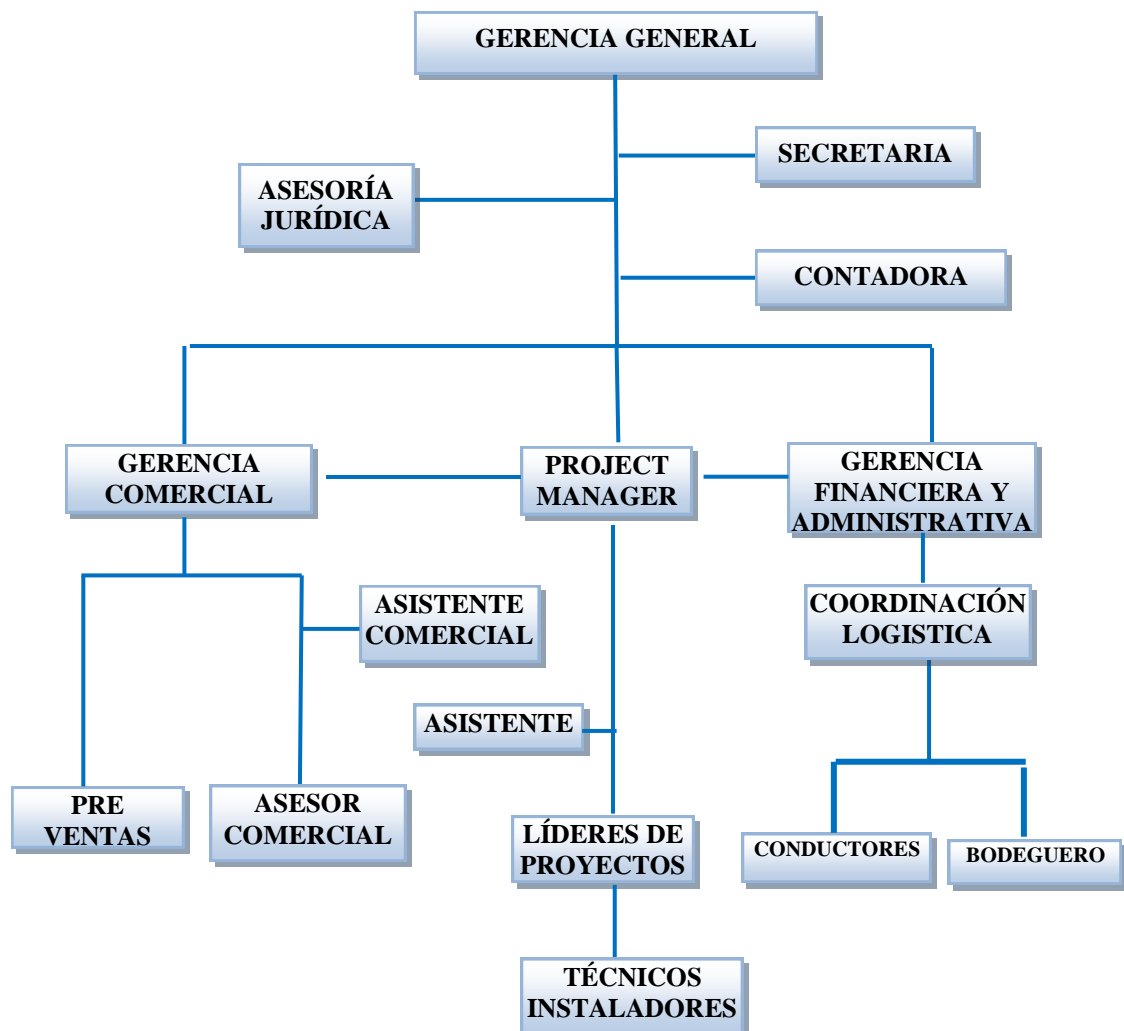 GERENCIA GENERAL
SECRETARIA
ASESORÍA
JURÍDICA
CONTADORA
GERENCIA
COMERCIAL
PROJECT
MANAGER
GERENCIA
FINANCIERA Y
ADMINISTRATIVA
ASISTENTE
COMERCIAL
COORDINACIÓN
LOGISTICA
ASISTENTE
PRE
VENTAS
ASESOR
COMERCIAL
LÍDERES DE
PROYECTOS
CONDUCTORES
BODEGUERO
TÉCNICOS
INSTALADORES